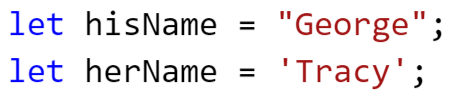 let hisName = "George";
let herName = 'Tracy';